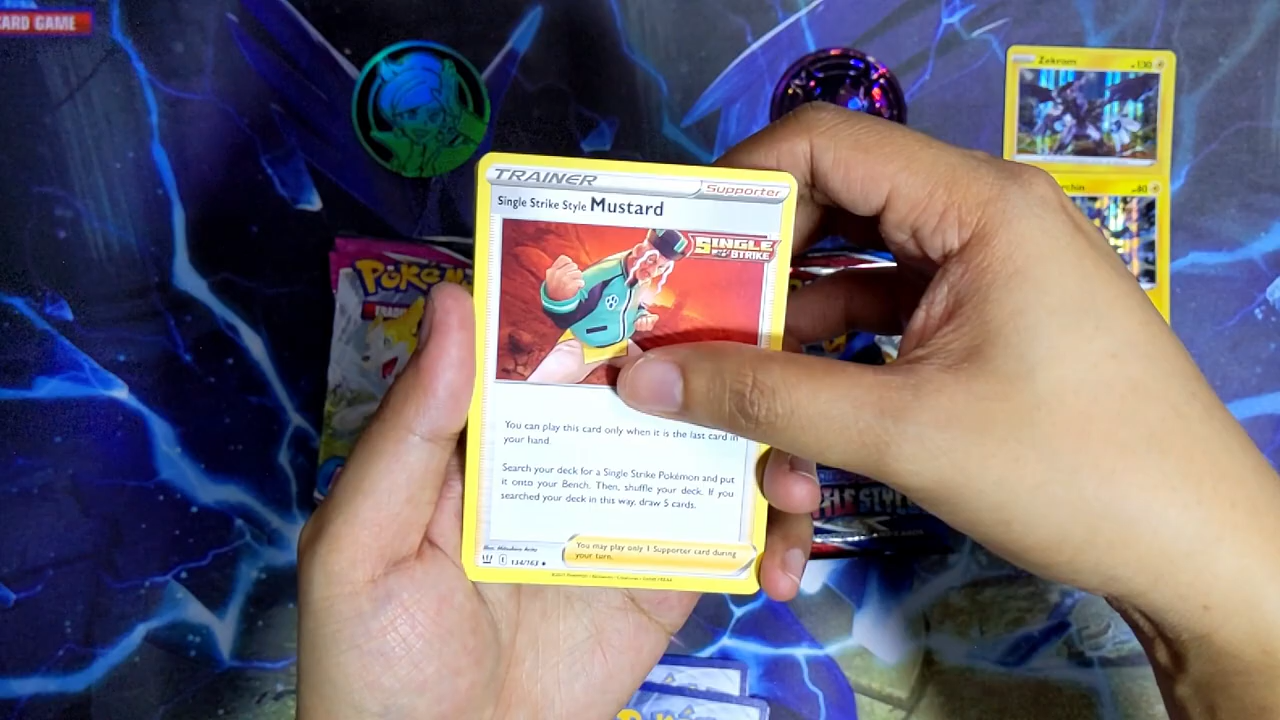 CARD GAME
Zekrom
130
80
TRAINER
Supporter
Single Strike Style Mustard
SINGLE
STRIKE
POKÉM
You can play this card only when it is the last card in
your hand
Search your deck for a Single Strike Pokémon and put
it onto your Bench. Then, shuffle your deck. If you
searched your deck in this way, draw 5 cards.
You may play only 1 Supporter card during
your turn.
134/163
STYLE